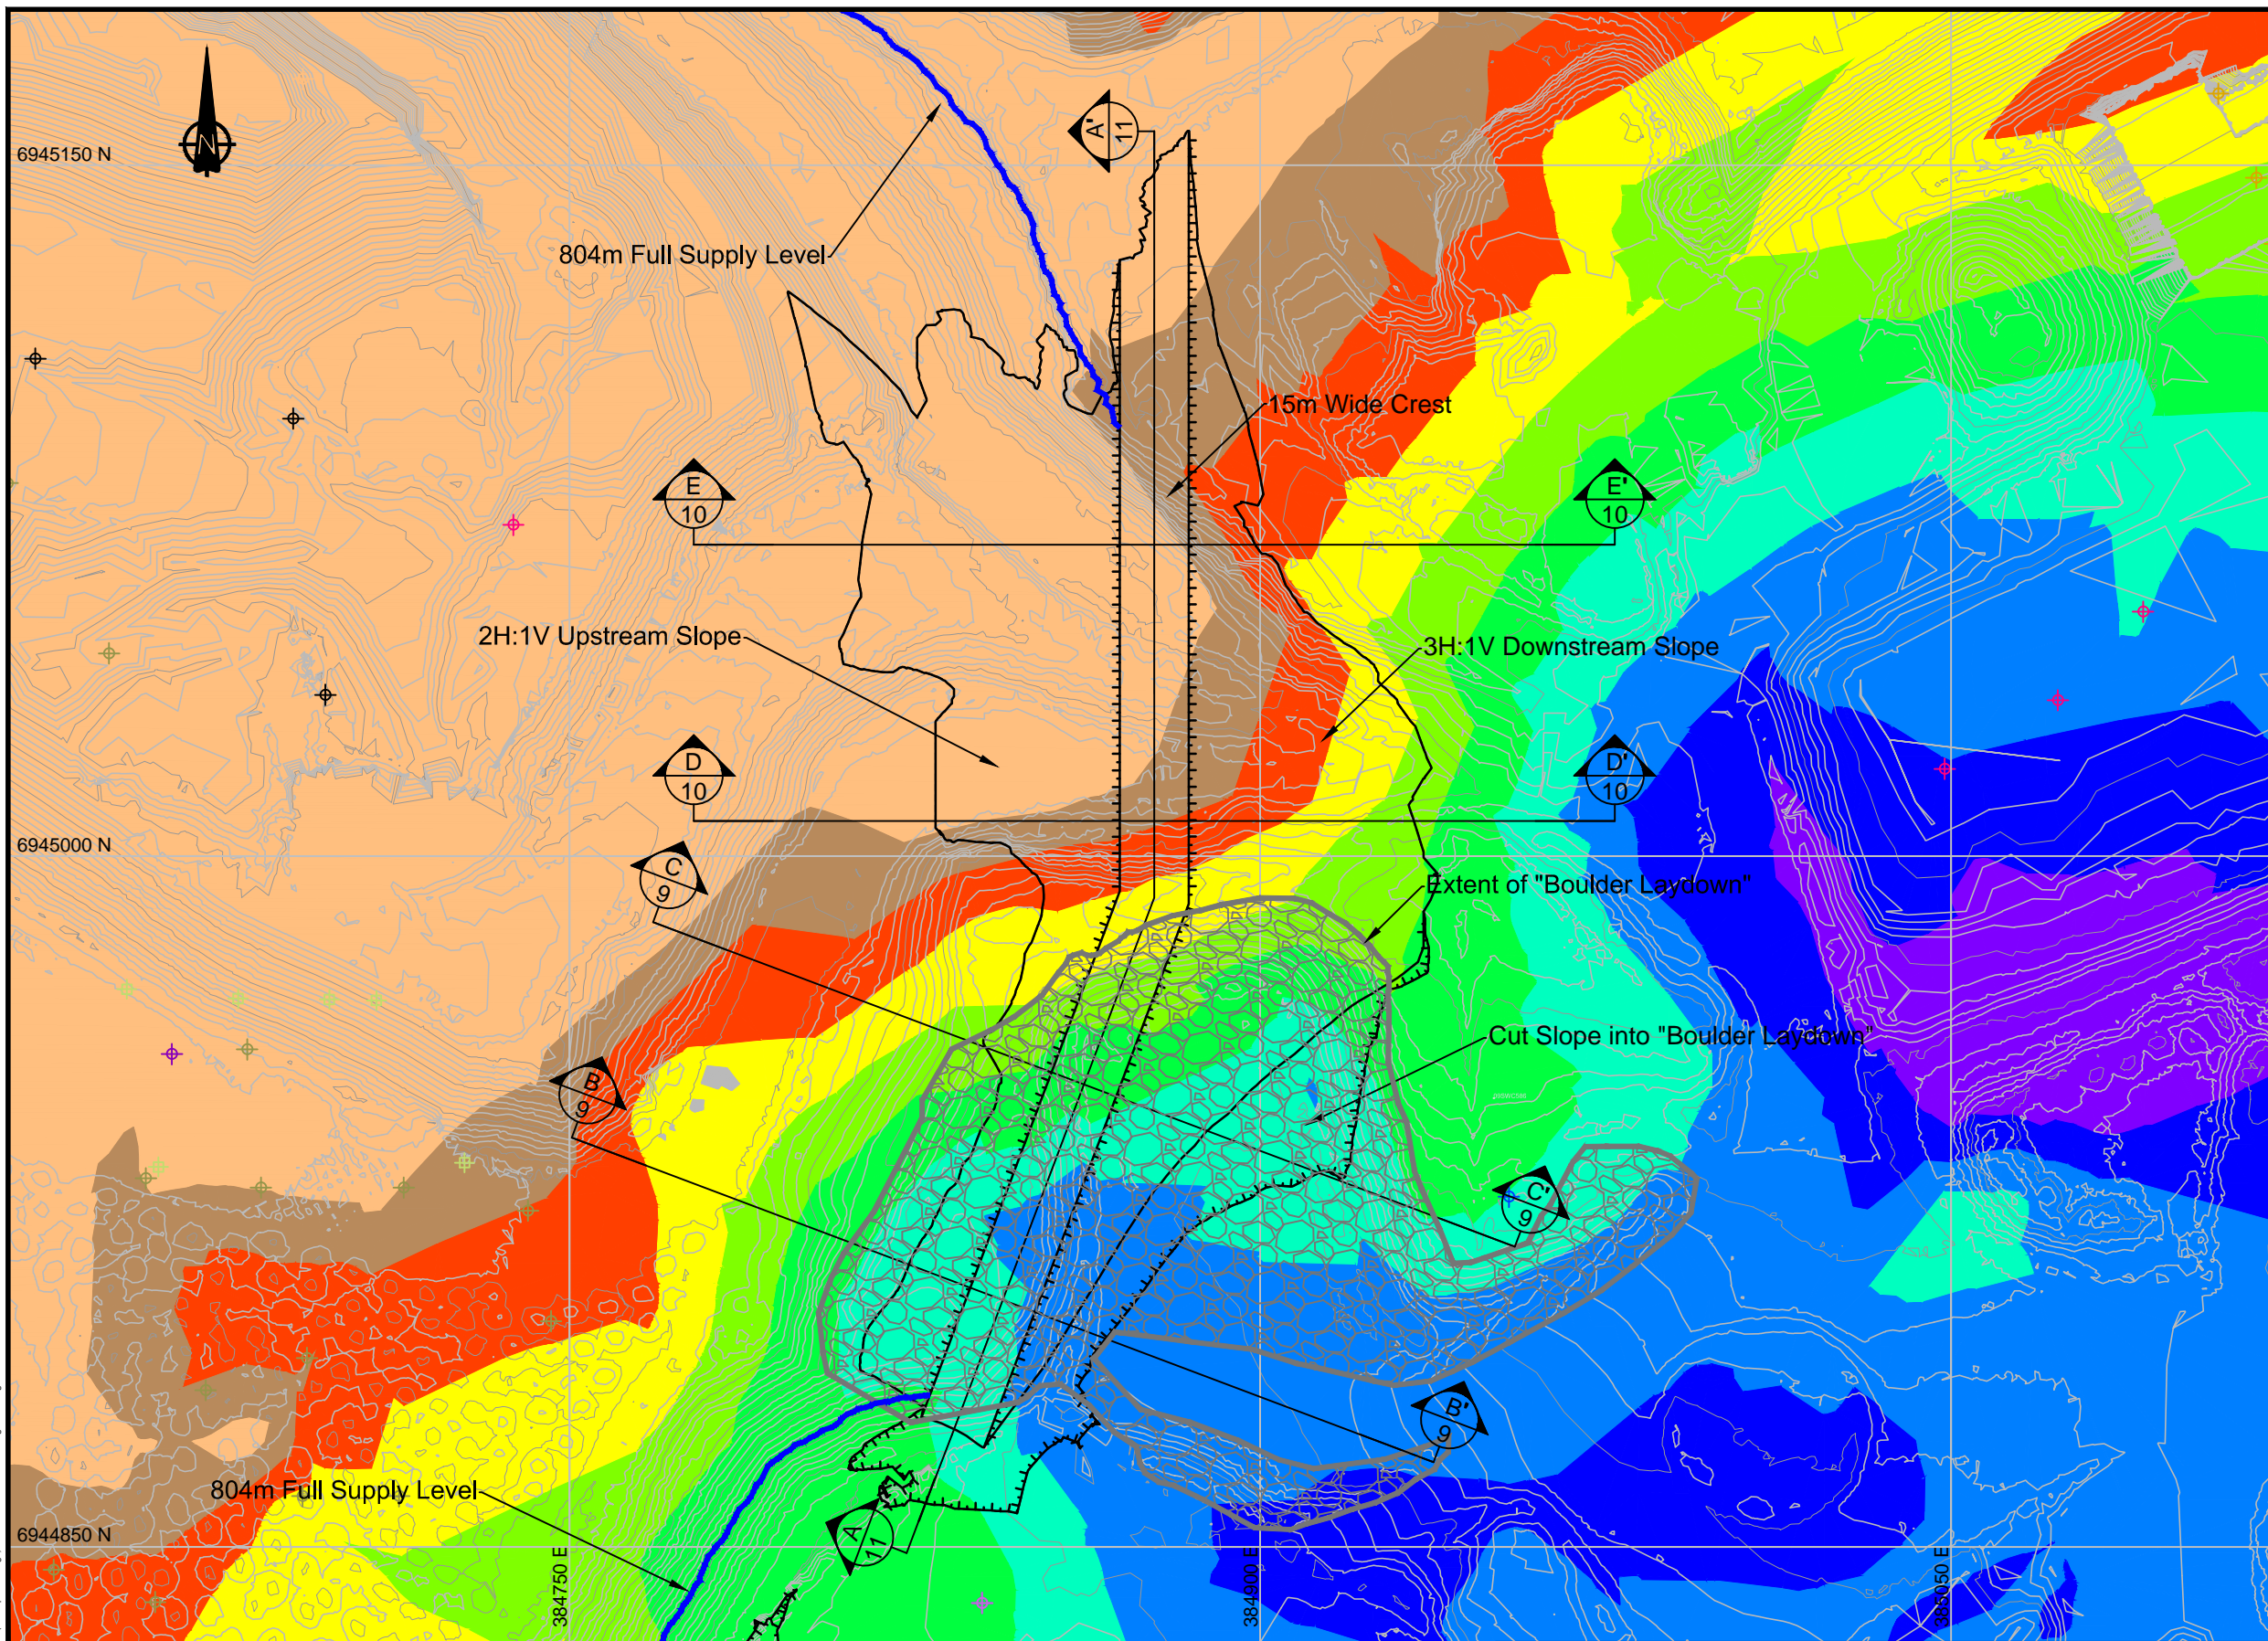 N
A'
11
6945150 N
804m Full Supply Level
15m Wide Crest
E
10
E'
10
2H:1V Upstream Slope
3H:1V Downstream Slope
D
10
D'
10
6945000 N
C
9
Extent of "Boulder Laydown"
Cut Slope into "Boulder Laydown"
B
9
C'
9
B'
9
804m Full Supply Level
A
11
6944850 N
384750 E
384900 E
385050 E